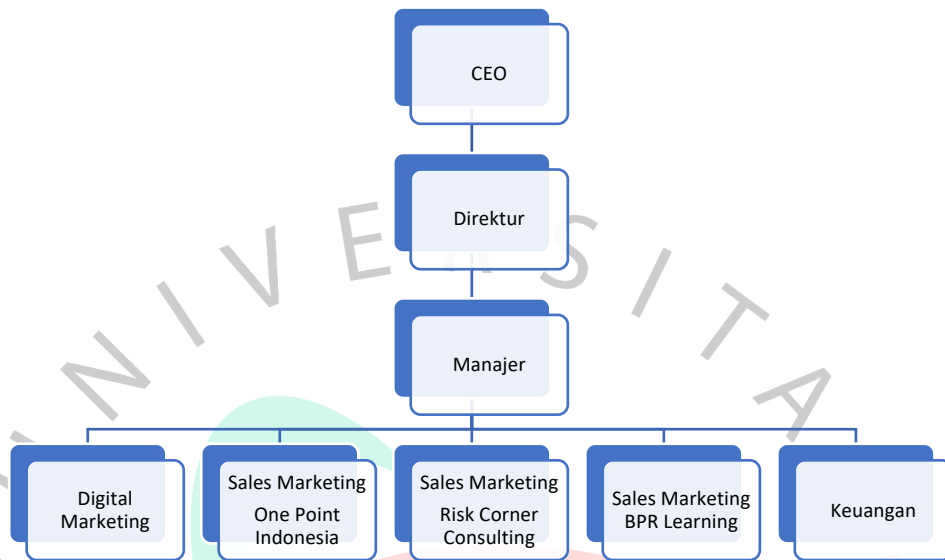 CEO
Direktur
UNIVERSITA
Manajer
Digital
Marketing
Sales Marketing
One Point
Indonesia
Sales Marketing
Risk Corner
Consulting
Sales Marketing
BPR Learning
Keuangan